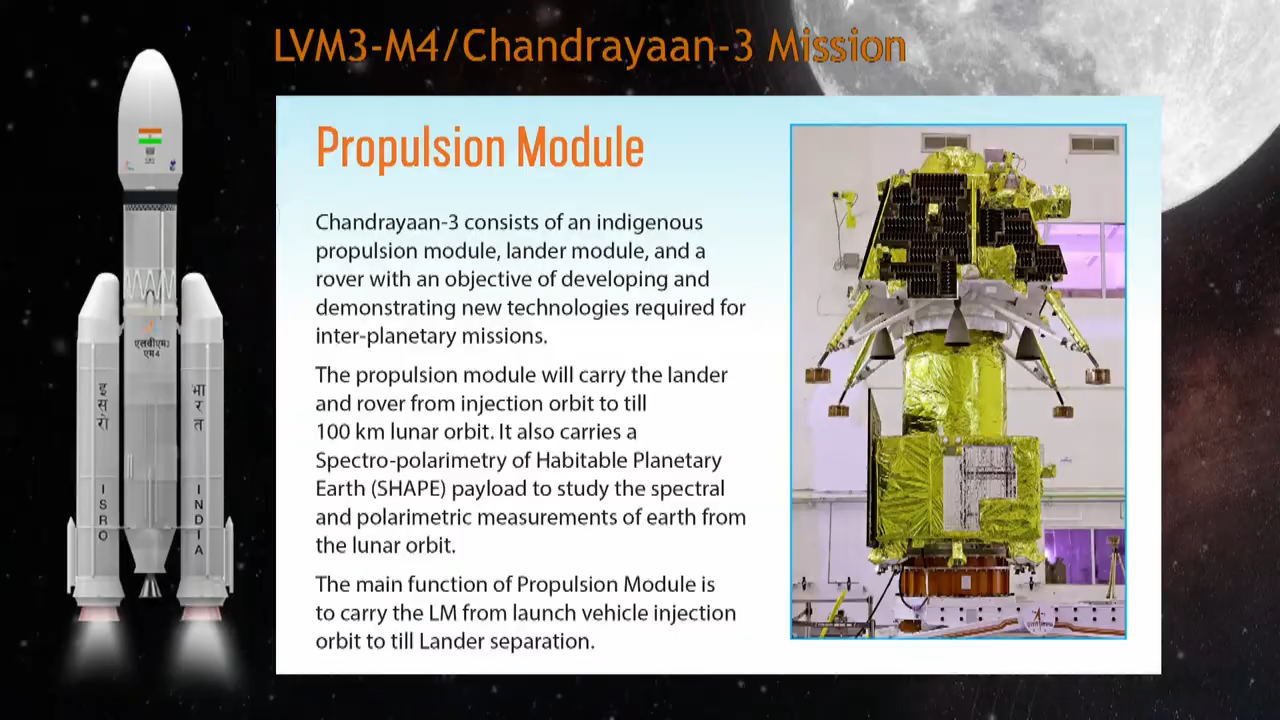 LVM3-M4/Chandrayaan-3 Mission
Propulsion Module
Chandrayaan-3 consists of an indigenous
propulsion module, lander module, and a
rover with an objective of developing and
demonstrating new technologies required for
inter-planetary missions.
The propulsion module will carry the lander
and rover from injection orbit to till
100 km lunar orbit. It also carries a
Spectro-polarimetry of Habitable Planetary
Earth (SHAPE) payload to study the spectral
and polarimetric measurements of earth from
the lunar orbit.
The main function of Propulsion Module is
to carry the LM from launch vehicle injection
orbit to till Lander separation.
एलवीएम3
एम4
इसरो
भारत
ISRO
INDIA